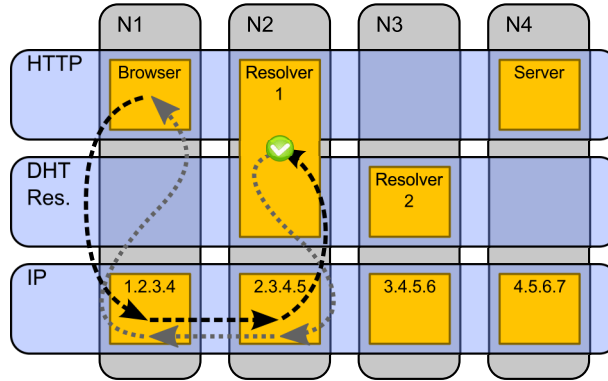 N1
N2
N3
N4
HTTP
Browser
Resolver
1
Server
DHT
Res.
Resolver
2
IP
1.2.3.4
2.3.4.5
3.4.5.6
4.5.6.7